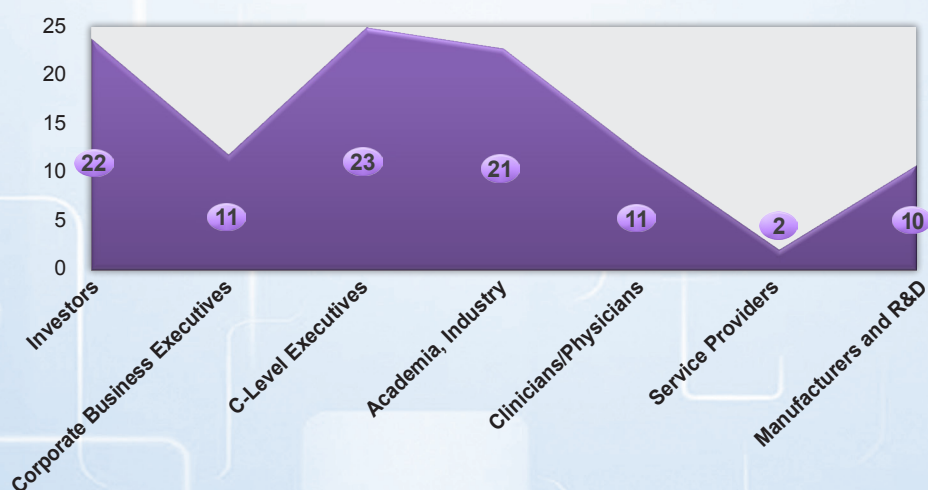 25
20
15
10
5
0
22
11
23
21
11
2
10
Investors
Corporate Business Executives
C-Level Executives
Academia, Industry
Clinicians/Physicians
Service Providers
Manufacturers and R&D